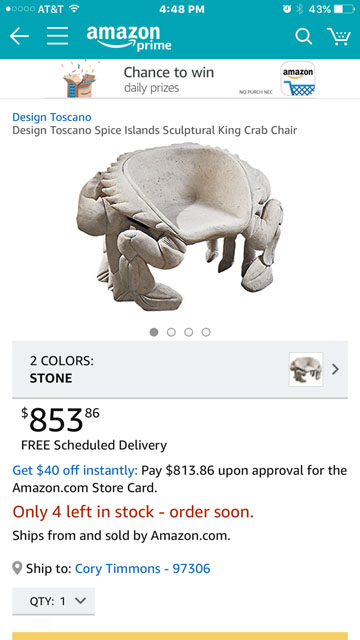 AT&T 4:48 PM 43%
amazon
prime
Chance to win
daily prizes
NO PURCH NEC
amazon
Design Toscano
Design Toscano Spice Islands Sculptural King Crab Chair
2 COLORS:
STONE
$853 86
FREE Scheduled Delivery
Get $40 off instantly: Pay $813.86 upon approval for the
Amazon.com Store Card.
Only 4 left in stock - order soon.
Ships from and sold by Amazon.com.
Ship to: Cory Timmons - 97306
QTY: 1